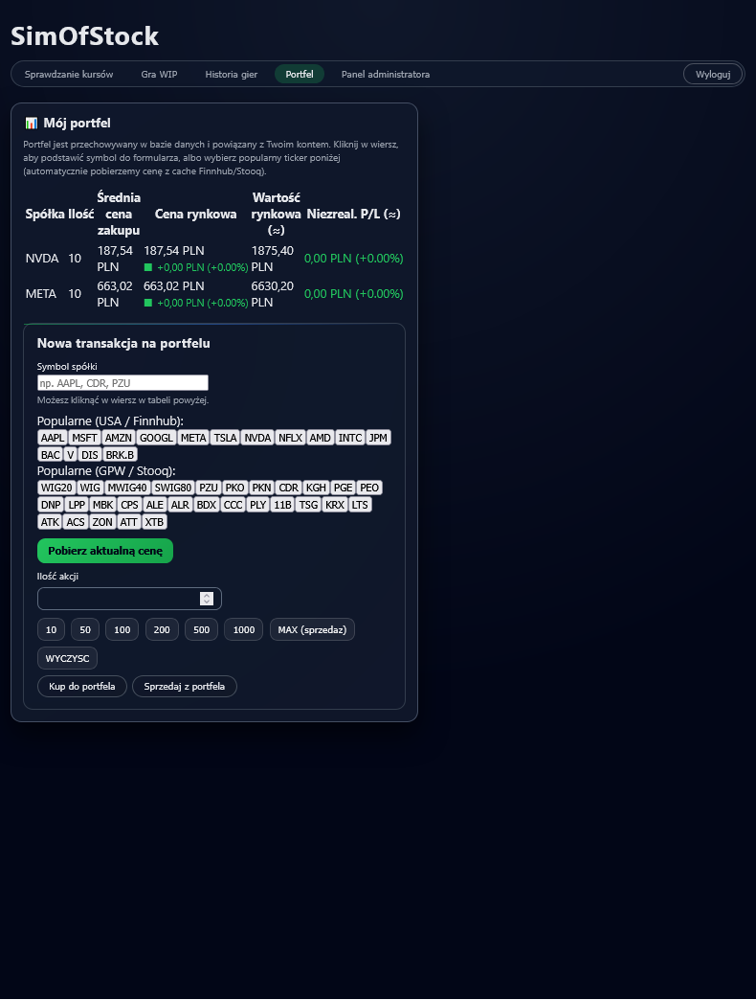 SimOfStock
Sprawdzanie kursów Gra WIP Historia gier Portfel Panel administratora Wyloguj
Mój portfel
Portfel jest przechowywany w bazie danych i powiązany z Twoim kontem. Kliknij w wiersz,
aby podstawić symbol do formularza, albo wybierz popularny ticker poniżej
(automatycznie pobierzemy cenę z cache Finnhub/Stooq).
Spółka Ilość Średnia cena zakupu Cena rynkowa Wartość rynkowa (≈) Niezreal. P/L (≈)
NVDA 10 187,54 PLN 187,54 PLN +0,00 PLN (+0.00%) 1875,40 PLN 0,00 PLN (+0.00%)
META 10 663,02 PLN 663,02 PLN +0,00 PLN (+0.00%) 6630,20 PLN 0,00 PLN (+0.00%)
Nowa transakcja na portfelu
Symbol spółki
np. AAPL, CDR, PZU
Możesz kliknąć w wiersz w tabeli powyżej.
Popularne (USA / Finnhub):
AAPL MSFT AMZN GOOGL META TSLA NVDA NFLX AMD INTC JPM
BAC V DIS BRK.B
Popularne (GPW / Stooq):
WIG20 WIG MWIG40 SWIG80 PZU PKO PKN CDR KGH PGE PEO
DNP LPP MBK CPS ALE ALR BDX CCC PLY 11B TSG KRX LTS
ATK ACS ZON ATT XTB
Pobierz aktualną cenę
Ilość akcji
10 50 100 200 500 1000 MAX (sprzedaz)
WYCZYSC
Kup do portfela Sprzedaj z portfela